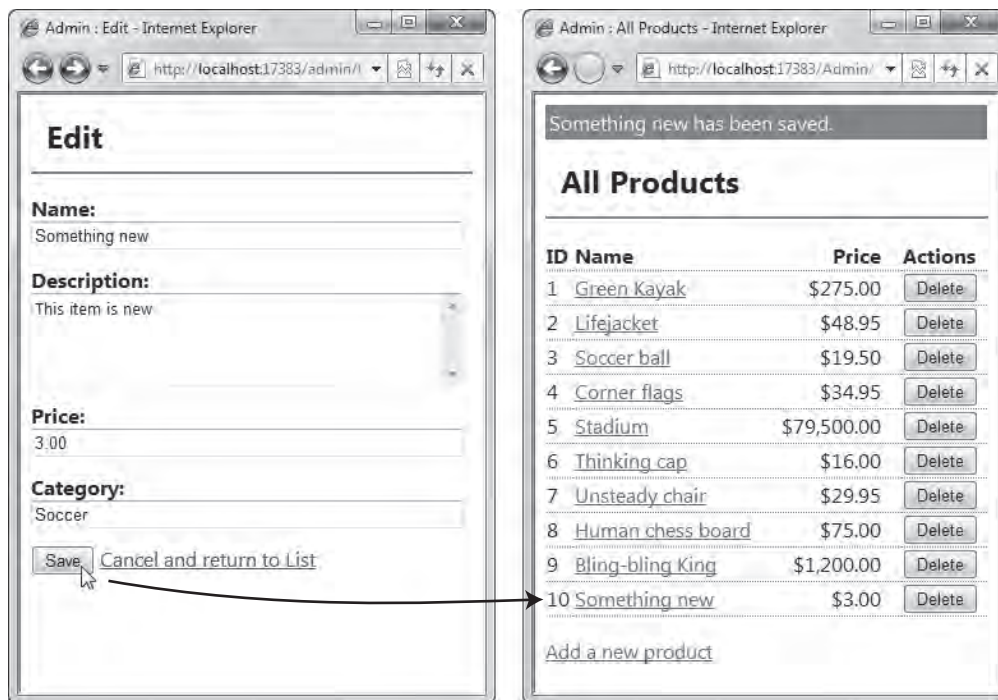 Admin : Edit - Internet Explorer
http://localhost:17383/admin/
Edit
Name:
Something new
Description:
This item is new
Price:
3.00
Category:
Soccer
Save
Cancel and return to List
Admin : All Products - Internet Explorer
http://localhost:17383/Admin/
Something new has been saved.
All Products
ID Name Price Actions
1 Green Kayak $275.00 Delete
2 Lifejacket $48.95 Delete
3 Soccer ball $19.50 Delete
4 Corner flags $34.95 Delete
5 Stadium $79,500.00 Delete
6 Thinking cap $16.00 Delete
7 Unsteady chair $29.95 Delete
8 Human chess board $75.00 Delete
9 Bling-bling King $1,200.00 Delete
10 Something new $3.00 Delete
Add a new product